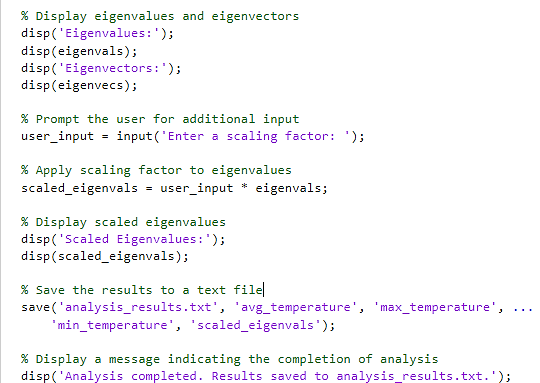 % Display eigenvalues and eigenvectors
disp('Eigenvalues:');
disp(eigenvals);
disp('Eigenvectors:');
disp(eigenvecs);
% Prompt the user for additional input
user_input = input('Enter a scaling factor: ');
% Apply scaling factor to eigenvalues
scaled_eigenvals = user_input * eigenvals;
% Display scaled eigenvalues
disp('Scaled Eigenvalues:');
disp(scaled_eigenvals);
% Save the results to a text file
save('analysis_results.txt', 'avg_temperature', 'max_temperature', ...
'min_temperature', 'scaled_eigenvals');
% Display a message indicating the completion of analysis
disp('Analysis completed. Results saved to analysis_results.txt.');